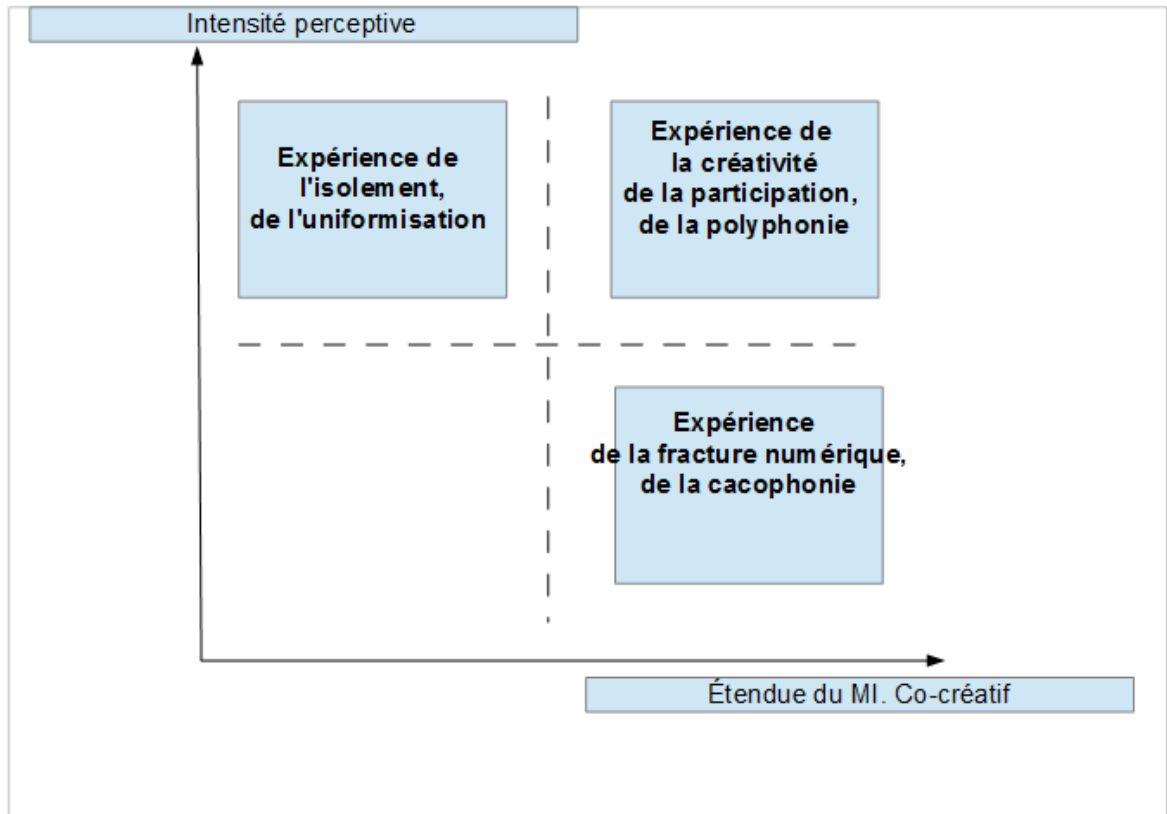 Intensité perceptive
Expérience de
l'isolement,
de l'uniformisation
Expérience de
la créativité
de la participation,
de la polyphonie
Expérience
de la fracture numérique,
de la cacophonie
Étendue du MI. Co-créatif